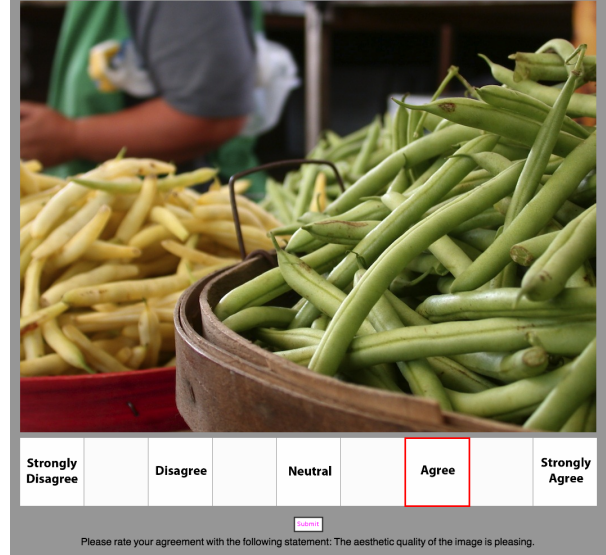 Strongly
Disagree
Disagree
Neutral
Agree
Strongly
Agree
Submit
Please rate your agreement with the following statement: The aesthetic quality of the image is pleasing.